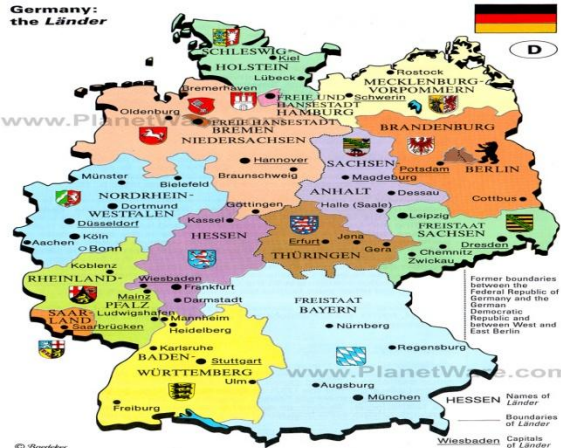 Germany:
the Länder
D
SCHLESWIG-
HOLSTEIN
Kiel
Lübeck
Rostock
MECKLENBURG-
VORPOMMERN
Schwerin
Bremerhaven
FREIE UND
HANSESTADT
HAMBURG
Oldenburg
FREIE HANSESTADT
BREMEN
NIEDERSACHSEN
www.PlanetWa
BRANDENBURG
Hannover
Braunschweig
SACHSEN
ANHALT
Magdeburg
Potsdam
BERLIN
Münster
Bielefeld
NORDRHEIN-
WESTFALEN
Dortmund
Düsseldorf
Göttingen
Halle (Saale)
Dessau
Cottbus
Köln
Aachen
Bonn
Kassel
HESSEN
Erfurt
Jena
Gera
THÜRINGEN
Leipzig
FREISTAAT
SACHSEN
Dresden
Chemnitz
Zwickau
Koblenz
RHEINLAND-
PFALZ
Wiesbaden
Frankfurt
Mainz
Darmstadt
Ludwigshafen
Mannheim
Heidelberg
SAAR-
LAND
Saarbrücken
FREISTAAT
BAYERN
Nürnberg
Former boundaries
between the
Federal Republic of
Germany and the
German
Democratic
Republic and
between West and
East Berlin
Karlsruhe
BADEN-
WÜRTTEMBERG
Stuttgart
Ulm
Freiburg
Regensburg
www.PlanetWare.com
Augsburg
München
HESSEN Names of
Länder
Boundaries
of Länder
Wiesbaden Capitals
of Länder
© Baedeker